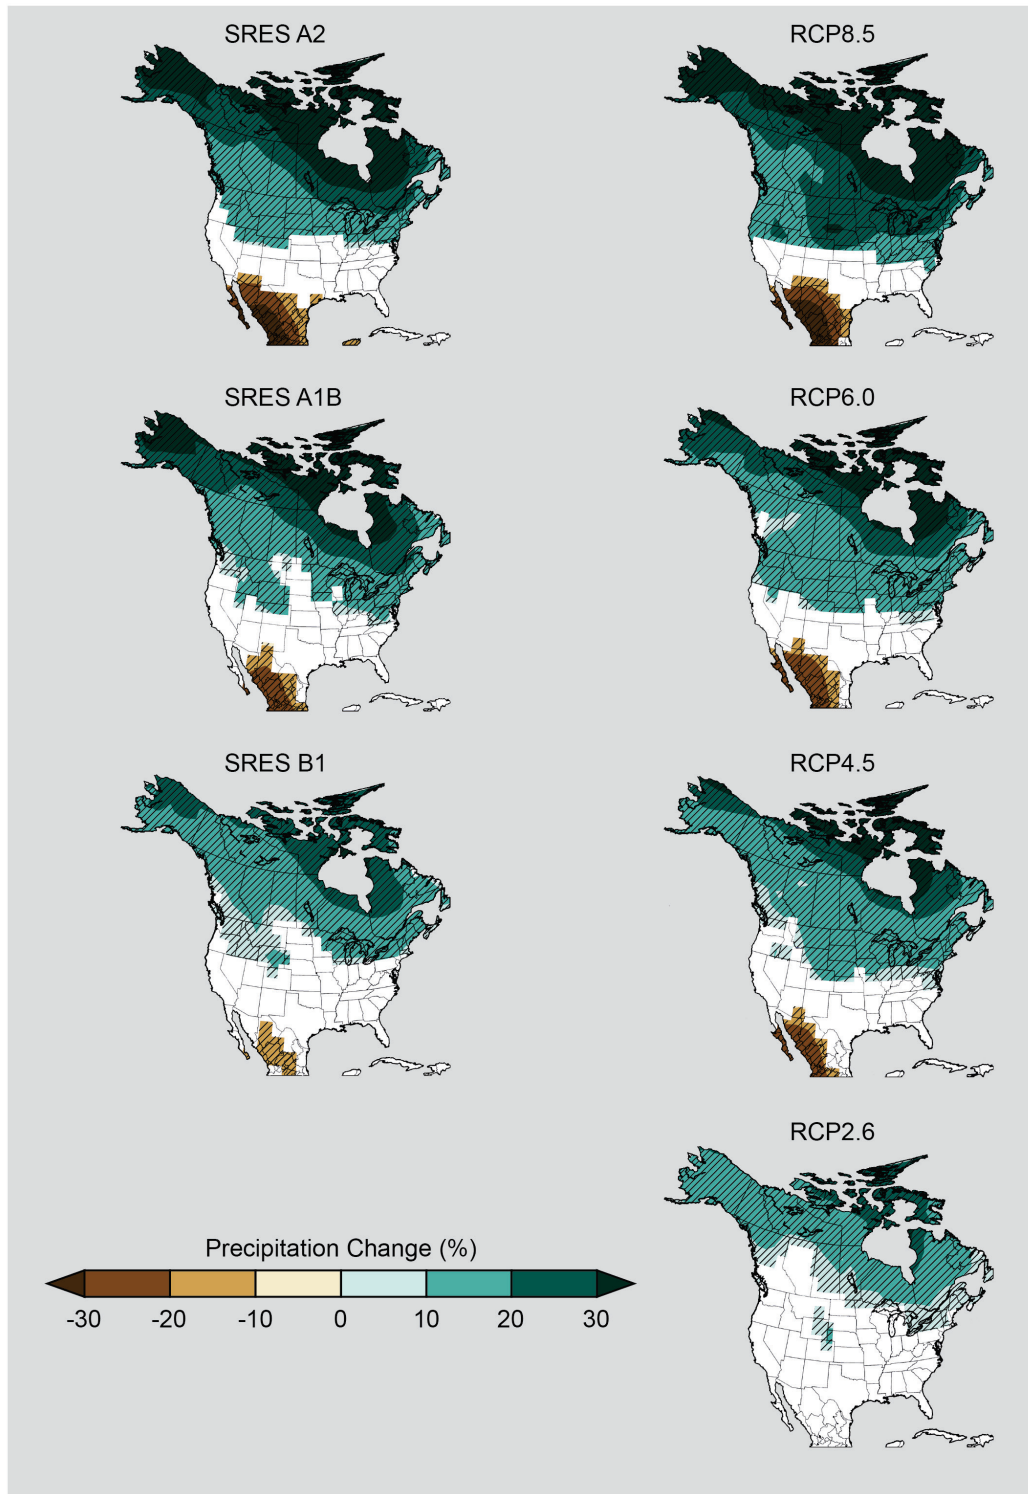 SRES A2
RCP8.5
SRES A1B
RCP6.0
SRES B1
RCP4.5
RCP2.6
Precipitation Change (%)
-30 -20 -10 0 10 20 30